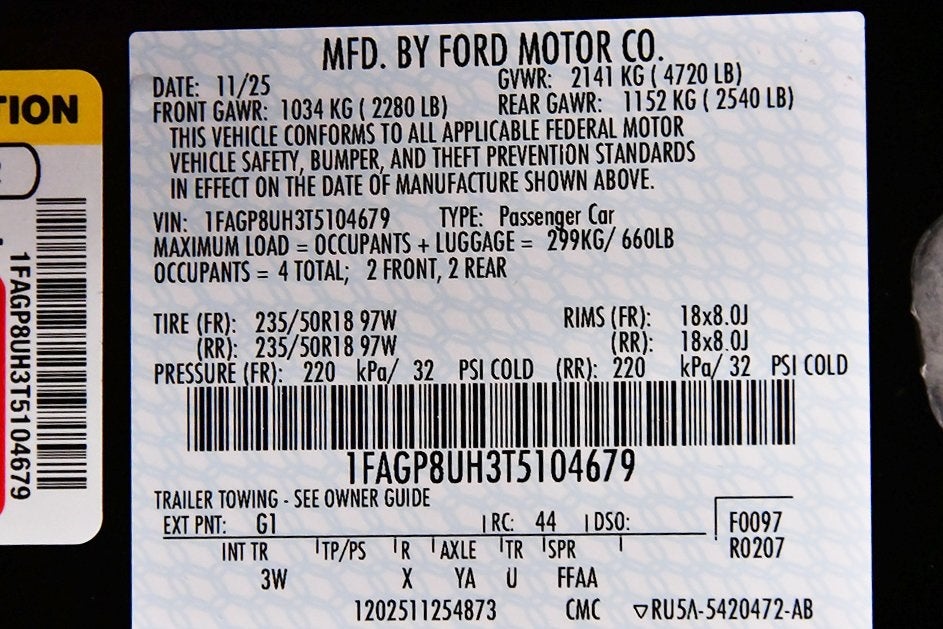 MFD. BY FORD MOTOR CO.
DATE: 11/25 GVWR: 2141 KG ( 4720 LB)
FRONT GAWR: 1034 KG ( 2280 LB) REAR GAWR: 1152 KG ( 2540 LB)
THIS VEHICLE CONFORMS TO ALL APPLICABLE FEDERAL MOTOR
VEHICLE SAFETY, BUMPER, AND THEFT PREVENTION STANDARDS
IN EFFECT ON THE DATE OF MANUFACTURE SHOWN ABOVE.
VIN: 1FAGP8UH3T5104679 TYPE: Passenger Car
MAXIMUM LOAD = OCCUPANTS + LUGGAGE = 299KG/ 660LB
OCCUPANTS = 4 TOTAL; 2 FRONT, 2 REAR
TIRE (FR): 235/50R18 97W RIMS (FR): 18x8.0J
(RR): 235/50R18 97W (RR): 18x8.0J
PRESSURE (FR): 220 kPa/ 32 PSI COLD (RR): 220 kPa/ 32 PSI COLD
1FAGP8UH3T5104679
TRAILER TOWING - SEE OWNER GUIDE
EXT PNT: G1 RC: 44 DSO: F0097
INT TR TP/PS R AXLE TR SPR R0207
3W X YA U FFAA
1202511254873 CMC ▽RU5A-5420472-AB
TION
1FAGP8UH3T5104679